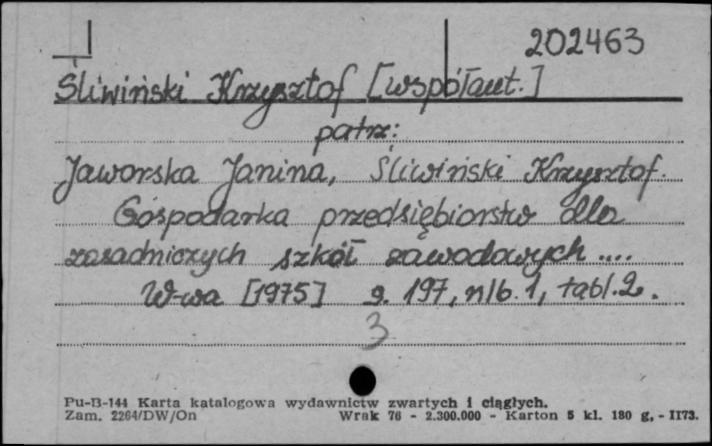 202463
Śliwiński Krzysztof [współaut.]
patrz:
Jaworska Janina, Śliwiński Krzysztof.
Gospodarka przedsiębiorstw dla
zasadniczych szkół zawodowych....
W-wa [1975] s. 197, nlb. 1, tabl. 2.
3
Pu-B-144 Karta katalogowa wydawnictw zwartych i ciągłych.
Zam. 2264/DW/On Wrak 76 - 2.300.000 - Karton 5 kl. 180 g, - II73.